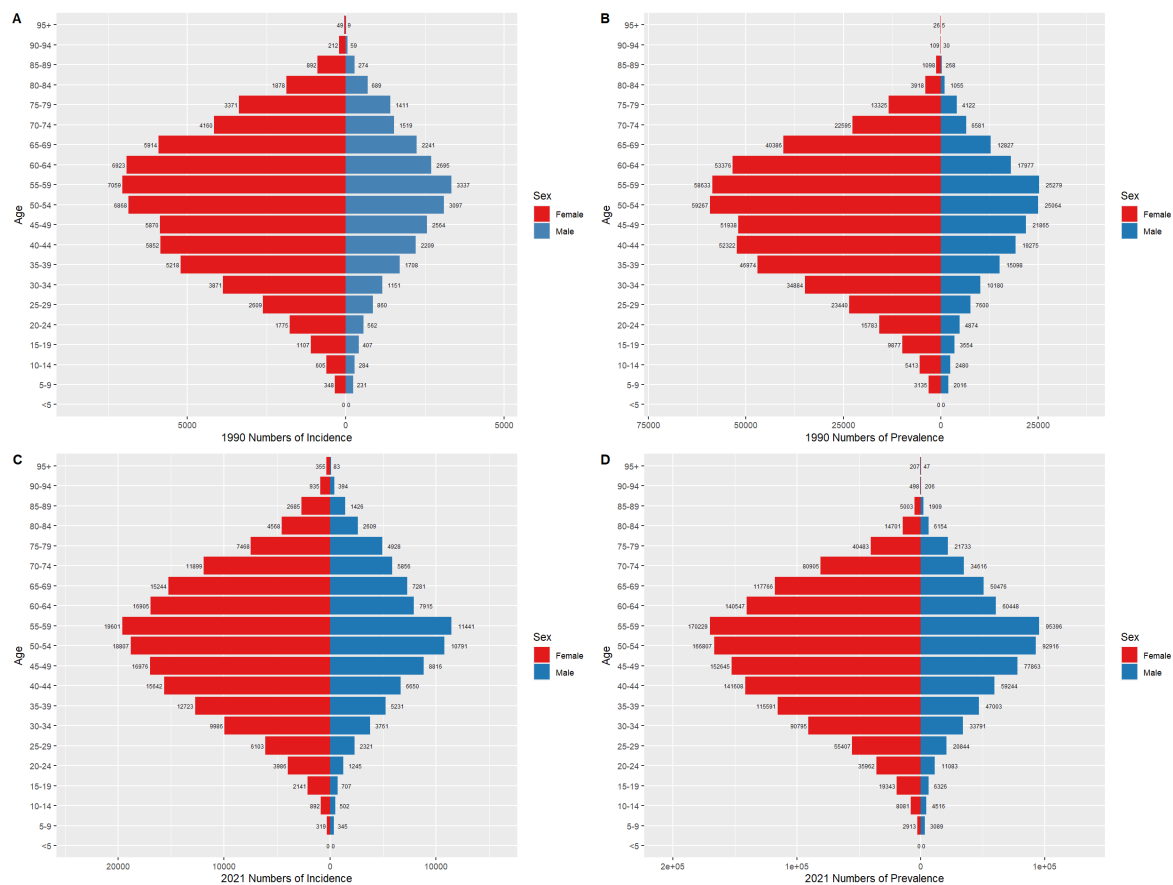 A
95+ 49 9
90-94 212 59
85-89 892 274
80-84 1878 689
75-79 3371 1411
70-74 4160 1519
65-69 5914 2241
60-64 6923 2695
55-59 7059 3337
50-54 6868 3097
45-49 5870 2564
40-44 5852 2209
35-39 5218 1708
30-34 3871 1151
25-29 2609 860
20-24 1775 562
15-19 1107 407
10-14 605 284
5-9 348 231
<5 0 0
Age
5000 0 5000
1990 Numbers of Incidence
Sex
Female
Male
B
95+ 26 5
90-94 109 30
85-89 1098 268
80-84 3918 1055
75-79 13325 4122
70-74 22595 6581
65-69 40386 12827
60-64 53376 17977
55-59 58633 25279
50-54 59267 25064
45-49 51838 21865
40-44 52322 19275
35-39 46974 15098
30-34 34884 10180
25-29 23440 7600
20-24 15783 4874
15-19 9877 3554
10-14 5413 2480
5-9 3135 2016
<5 0 0
Age
75000 50000 25000 0 25000
1990 Numbers of Prevalence
Sex
Female
Male
C
95+ 355 83
90-94 935 394
85-89 2685 1426
80-84 4568 2609
75-79 7468 4928
70-74 11899 5856
65-69 15244 7281
60-64 16905 7915
55-59 19601 11441
50-54 18807 10791
45-49 16976 8816
40-44 15642 6650
35-39 12723 5231
30-34 9986 3761
25-29 6103 2321
20-24 3986 1245
15-19 2141 707
10-14 892 502
5-9 319 345
<5 0 0
Age
20000 10000 0 10000
2021 Numbers of Incidence
Sex
Female
Male
D
95+ 207 47
90-94 498 206
85-89 5003 1909
80-84 14701 6154
75-79 40483 21733
70-74 80905 34616
65-69 117766 50476
60-64 140547 60448
55-59 170229 95396
50-54 166807 92916
45-49 152645 77863
40-44 141608 59244
35-39 115591 47003
30-34 90795 33791
25-29 55407 20844
20-24 35962 11083
15-19 19343 6326
10-14 8081 4516
5-9 2913 3089
<5 0 0
Age
2e+05 1e+05 0 1e+05
2021 Numbers of Prevalence
Sex
Female
Male